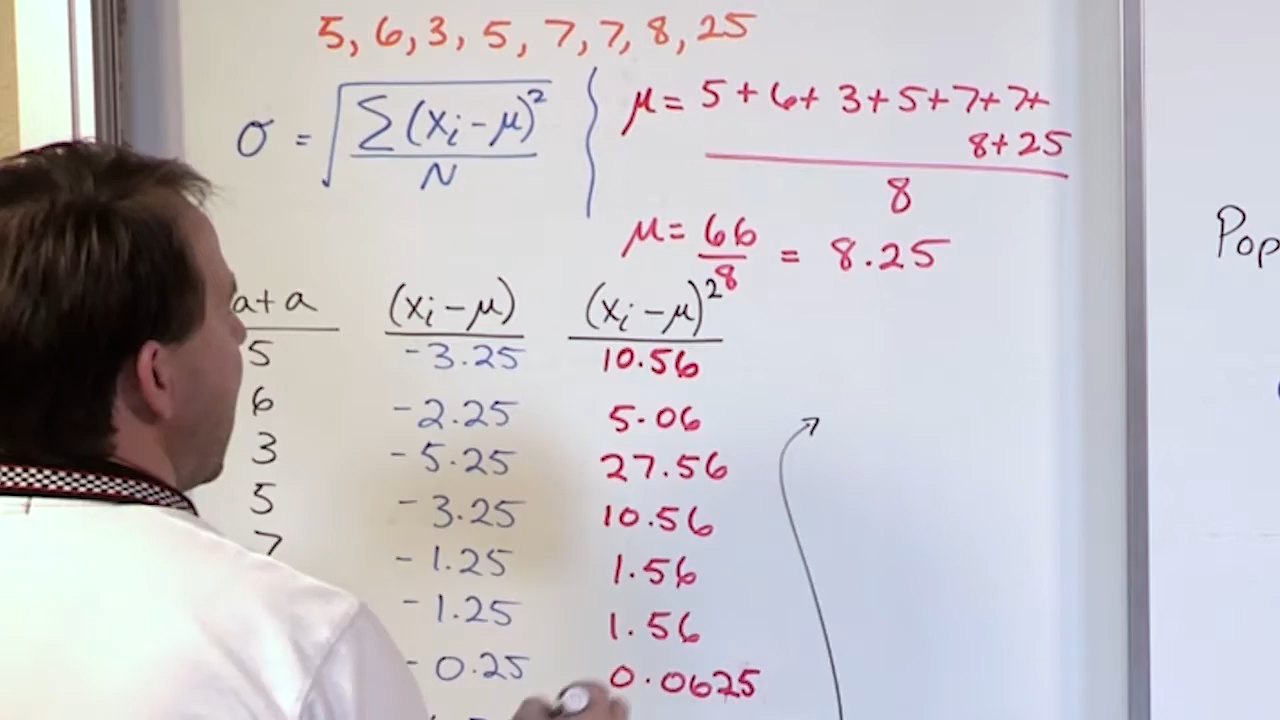 5, 6, 3, 5, 7, 7, 8, 25
σ = √(Σ(xᵢ - μ)² / N)
μ = 5 + 6 + 3 + 5 + 7 + 7 +
8 + 25
8
μ = 66/8 = 8.25
ata (xᵢ - μ) (xᵢ - μ)²
5 -3.25 10.56
6 -2.25 5.06
3 -5.25 27.56
5 -3.25 10.56
7 -1.25 1.56
-1.25 1.56
-0.25 0.0625
Pop